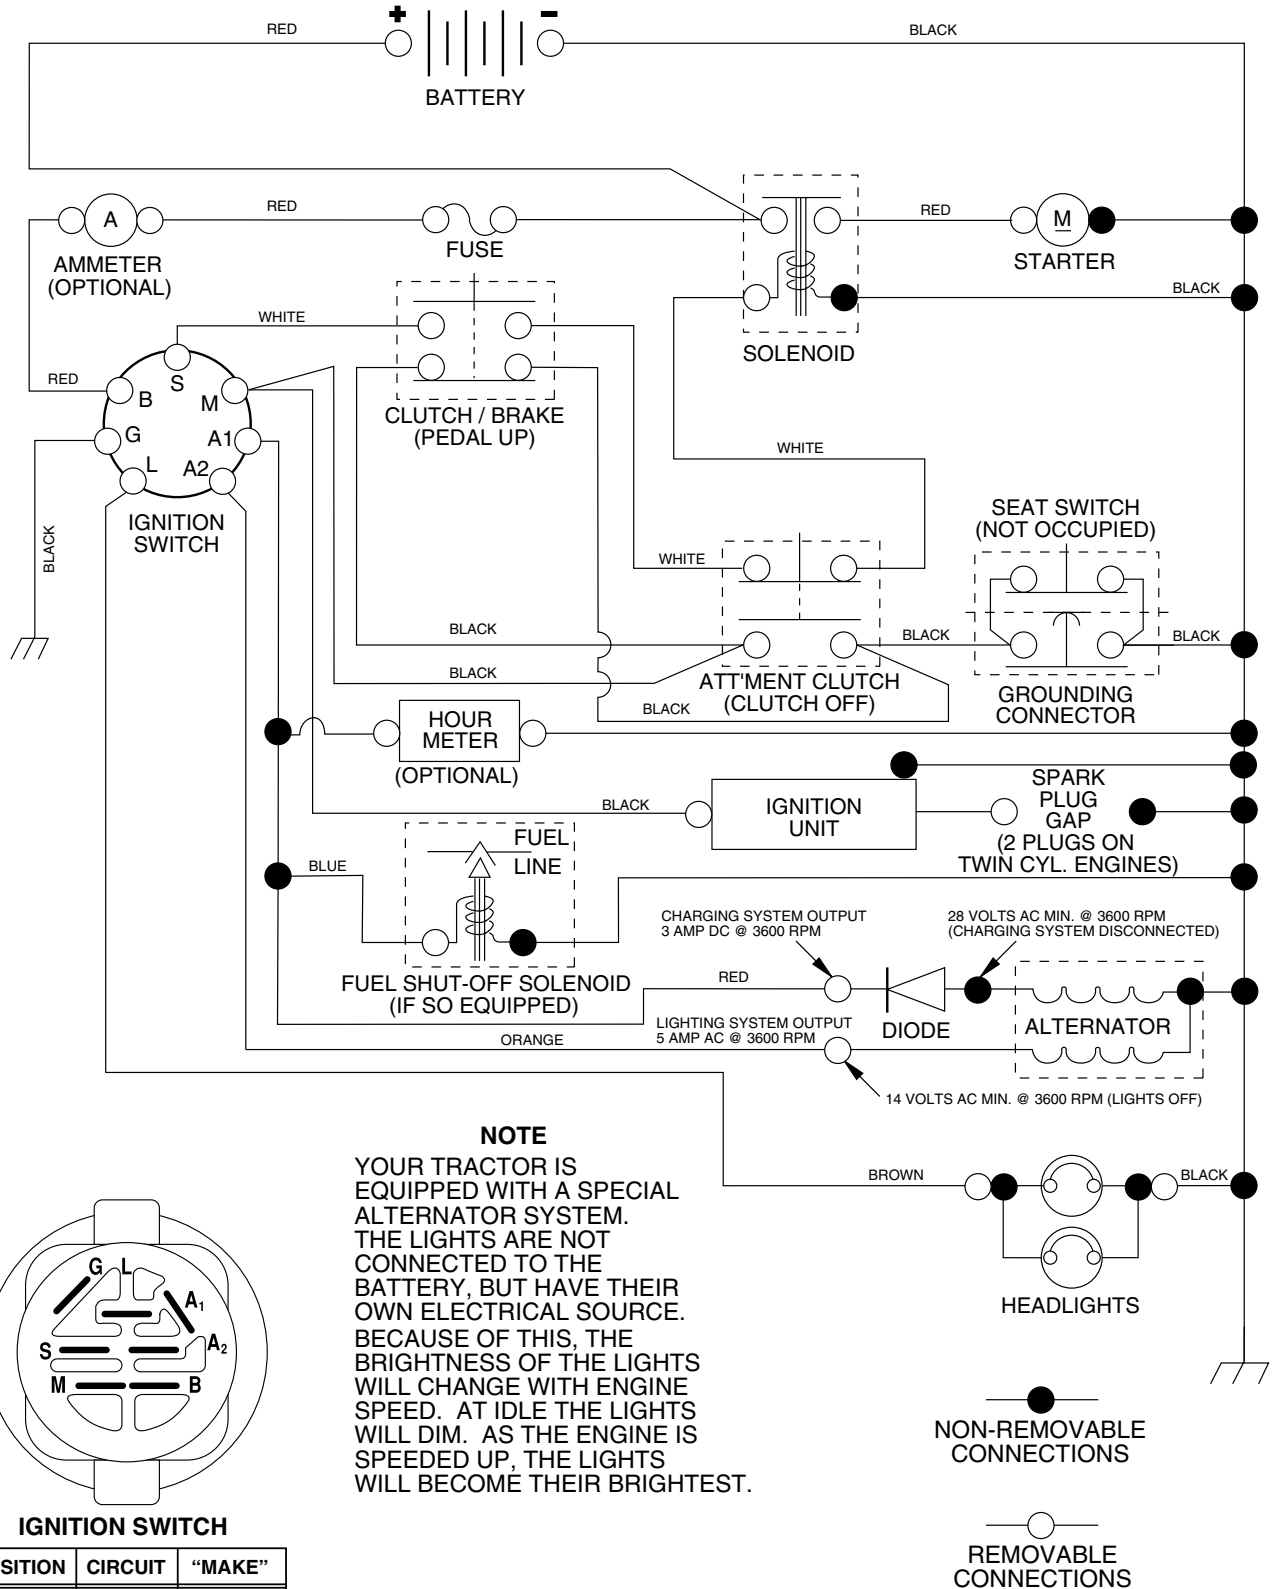 + −
RED
BLACK
BATTERY
RED
A
FUSE
RED
M
STARTER
AMMETER
(OPTIONAL)
BLACK
WHITE
SOLENOID
RED
S
B
M
G
A1
L
A2
CLUTCH / BRAKE
(PEDAL UP)
WHITE
IGNITION
SWITCH
BLACK
SEAT SWITCH
(NOT OCCUPIED)
WHITE
BLACK
BLACK
BLACK
BLACK
ATT'MENT CLUTCH
(CLUTCH OFF)
GROUNDING
CONNECTOR
BLACK
HOUR
METER
(OPTIONAL)
BLACK
IGNITION
UNIT
SPARK
PLUG
GAP
(2 PLUGS ON
TWIN CYL. ENGINES)
FUEL
LINE
BLUE
CHARGING SYSTEM OUTPUT
3 AMP DC @ 3600 RPM
28 VOLTS AC MIN. @ 3600 RPM
(CHARGING SYSTEM DISCONNECTED)
FUEL SHUT-OFF SOLENOID
(IF SO EQUIPPED)
RED
DIODE
ALTERNATOR
LIGHTING SYSTEM OUTPUT
5 AMP AC @ 3600 RPM
ORANGE
14 VOLTS AC MIN. @ 3600 RPM (LIGHTS OFF)
NOTE
YOUR TRACTOR IS
EQUIPPED WITH A SPECIAL
ALTERNATOR SYSTEM.
THE LIGHTS ARE NOT
CONNECTED TO THE
BATTERY, BUT HAVE THEIR
OWN ELECTRICAL SOURCE.
BECAUSE OF THIS, THE
BRIGHTNESS OF THE LIGHTS
WILL CHANGE WITH ENGINE
SPEED. AT IDLE THE LIGHTS
WILL DIM. AS THE ENGINE IS
SPEEDED UP, THE LIGHTS
WILL BECOME THEIR BRIGHTEST.
BROWN
BLACK
HEADLIGHTS
G L
A1
S
A2
M
B
IGNITION SWITCH
SITION CIRCUIT “MAKE”
NON-REMOVABLE
CONNECTIONS
REMOVABLE
CONNECTIONS